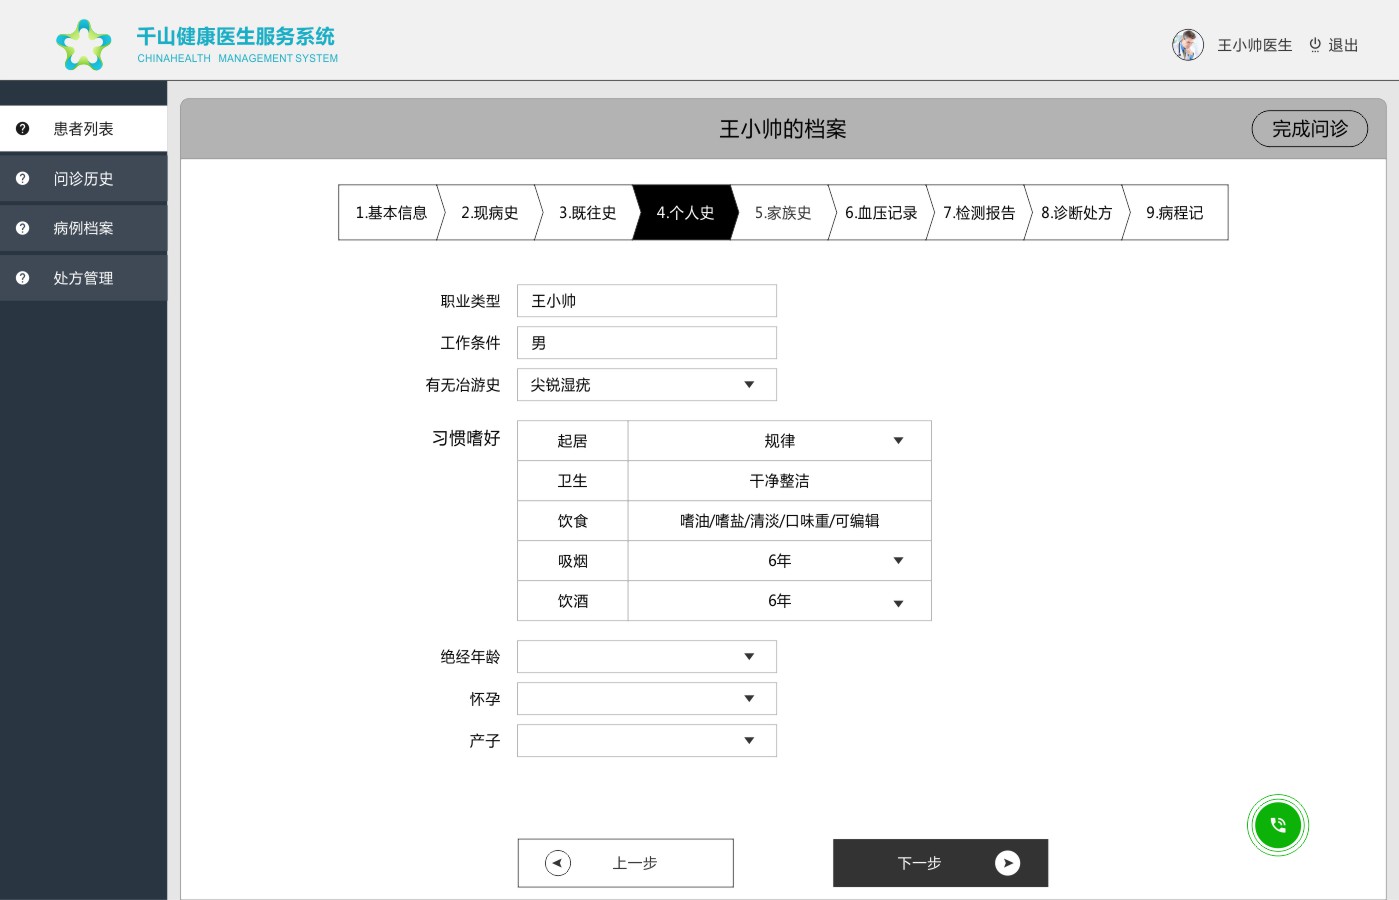 千山健康医生服务系统
CHINAHEALTH MANAGEMENT SYSTEM
王小帅医生 退出
患者列表
问诊历史
病例档案
处方管理
王小帅的档案
完成问诊
1.基本信息 2.现病史 3.既往史 4.个人史 5.家族史 6.血压记录 7.检测报告 8.诊断处方 9.病程记
职业类型 王小帅
工作条件 男
有无冶游史 尖锐湿疣
习惯嗜好
起居 规律
卫生 干净整洁
饮食 嗜油/嗜盐/清淡/口味重/可编辑
吸烟 6年
饮酒 6年
绝经年龄
怀孕
产子
上一步 下一步